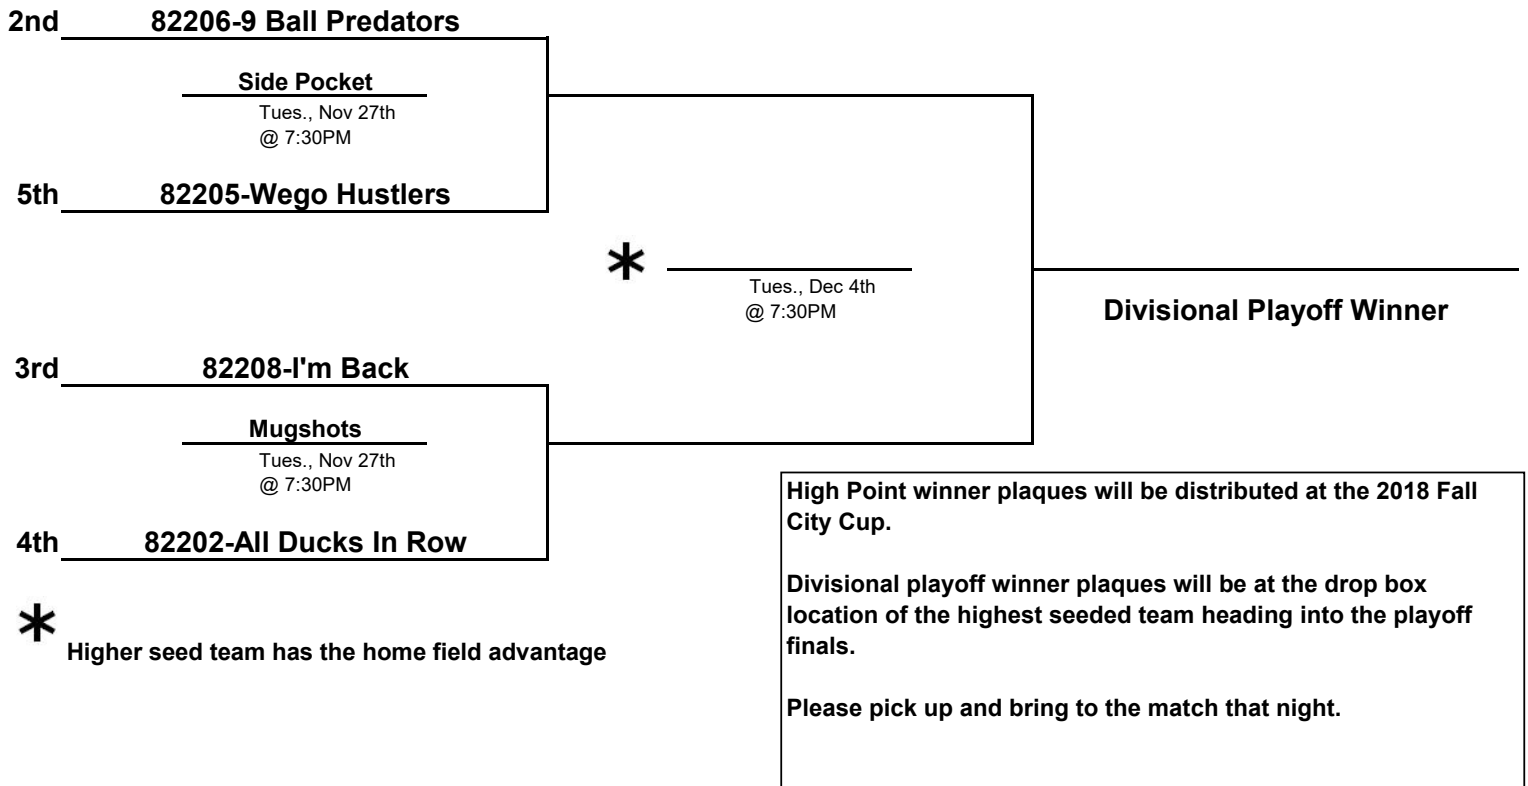 2nd 82206-9 Ball Predators
Side Pocket
Tues., Nov 27th
@ 7:30PM
5th 82205-Wego Hustlers
*
Tues., Dec 4th
@ 7:30PM
Divisional Playoff Winner
3rd 82208-I'm Back
Mugshots
Tues., Nov 27th
@ 7:30PM
4th 82202-All Ducks In Row
*
Higher seed team has the home field advantage
High Point winner plaques will be distributed at the 2018 Fall
City Cup.
Divisional playoff winner plaques will be at the drop box
location of the highest seeded team heading into the playoff
finals.
Please pick up and bring to the match that night.